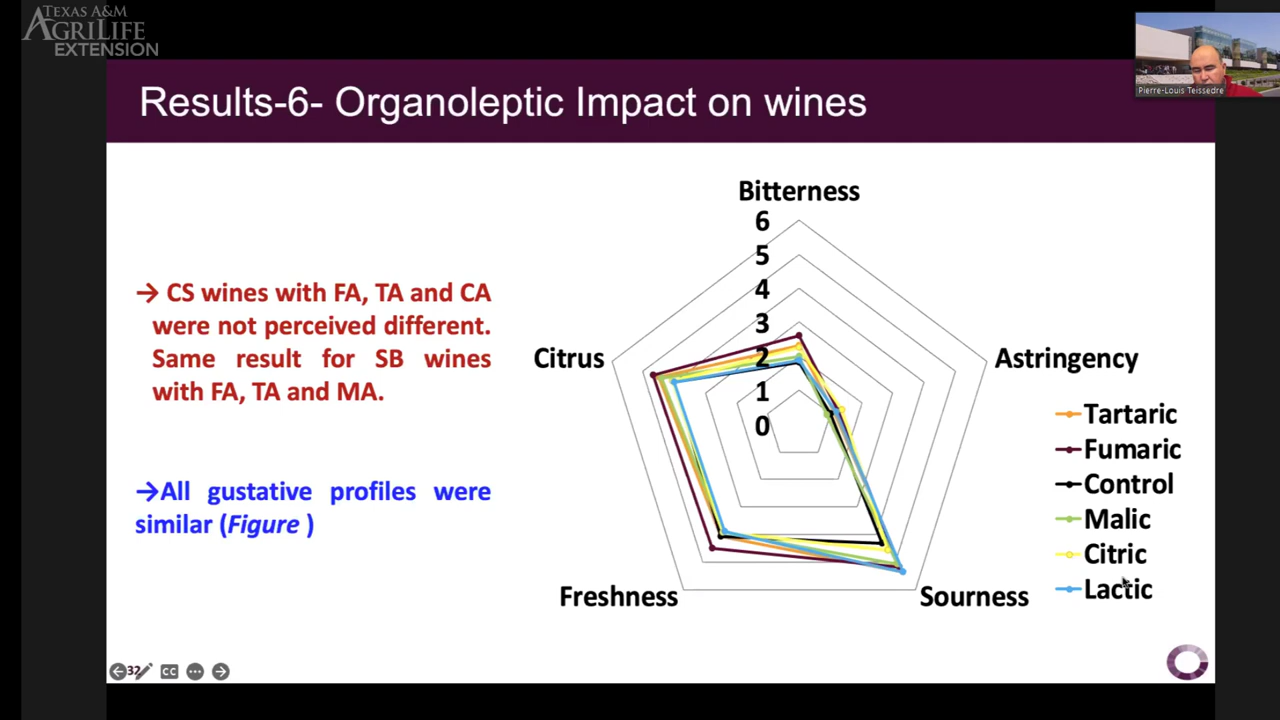 TEXAS A&M
AGRILIFE
EXTENSION
Pierre-Louis Teissedre
Results-6- Organoleptic Impact on wines
→ CS wines with FA, TA and CA
were not perceived different.
Same result for SB wines
with FA, TA and MA.
→All gustative profiles were
similar (Figure )
Bitterness
6
5
4
3
2
1
0
Citrus
Astringency
Freshness
Sourness
Tartaric
Fumaric
Control
Malic
Citric
Lactic
32
CC